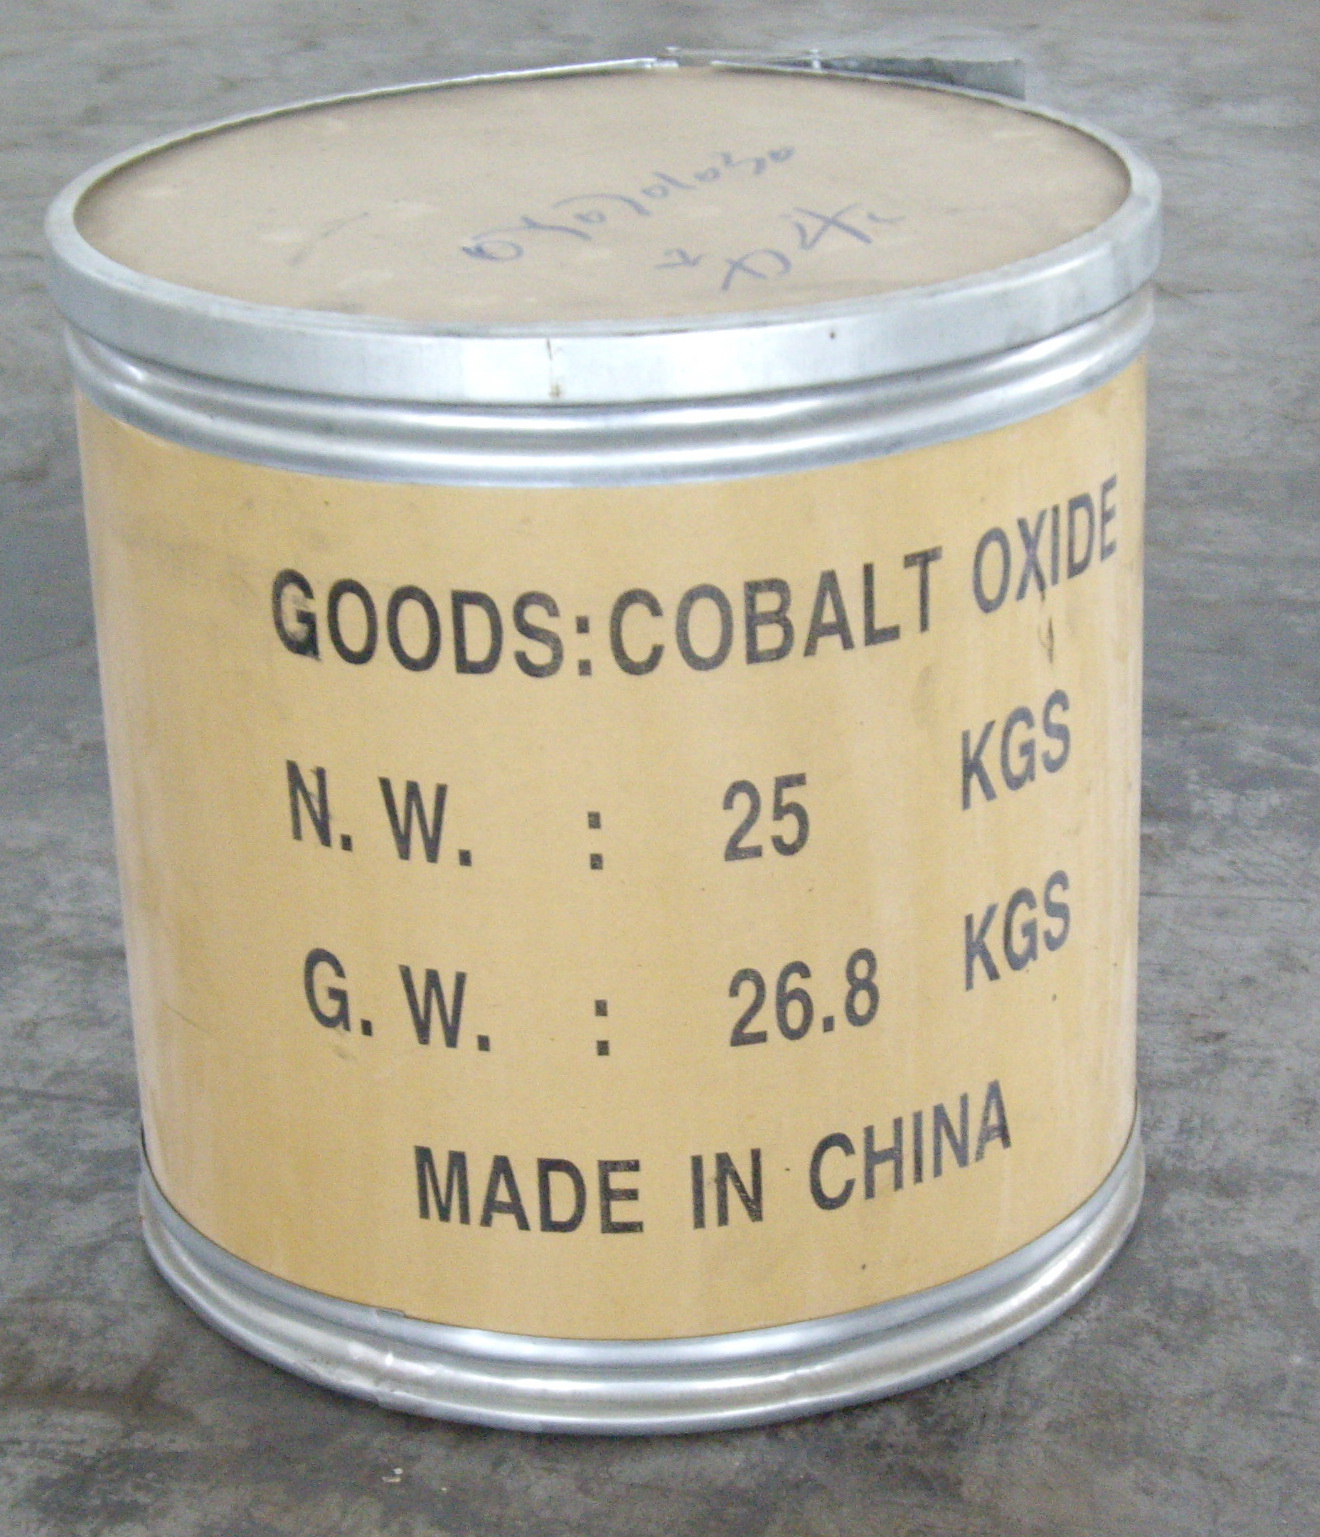 GOODS:COBALT OXIDE
N. W. : 25 KGS
G. W. : 26.8 KGS
MADE IN CHINA